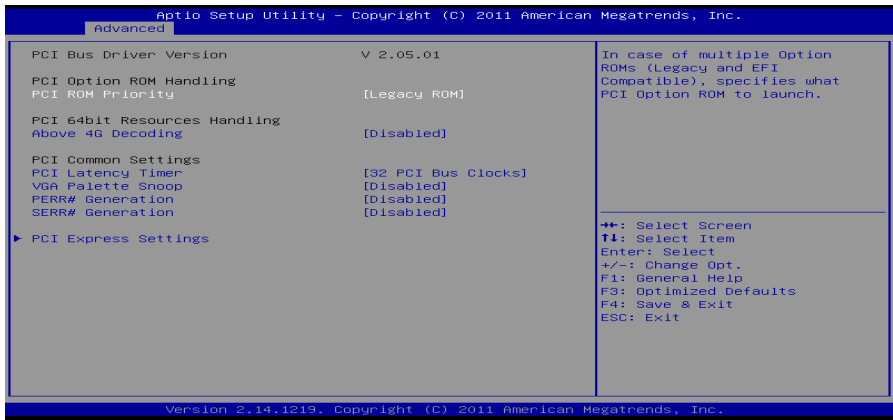 Aptio Setup Utility – Copyright (C) 2011 American Megatrends, Inc.
Advanced
PCI Bus Driver Version V 2.05.01
PCI Option ROM Handling
PCI ROM Priority [Legacy ROM]
PCI 64bit Resources Handling
Above 4G Decoding [Disabled]
PCI Common Settings
PCI Latency Timer [32 PCI Bus Clocks]
VGA Palette Snoop [Disabled]
PERR# Generation [Disabled]
SERR# Generation [Disabled]
▶ PCI Express Settings
In case of multiple Option
ROMs (Legacy and EFI
Compatible), specifies what
PCI Option ROM to launch.
→←: Select Screen
↑↓: Select Item
Enter: Select
+/-: Change Opt.
F1: General Help
F3: Optimized Defaults
F4: Save & Exit
ESC: Exit
Version 2.14.1219. Copyright (C) 2011 American Megatrends, Inc.